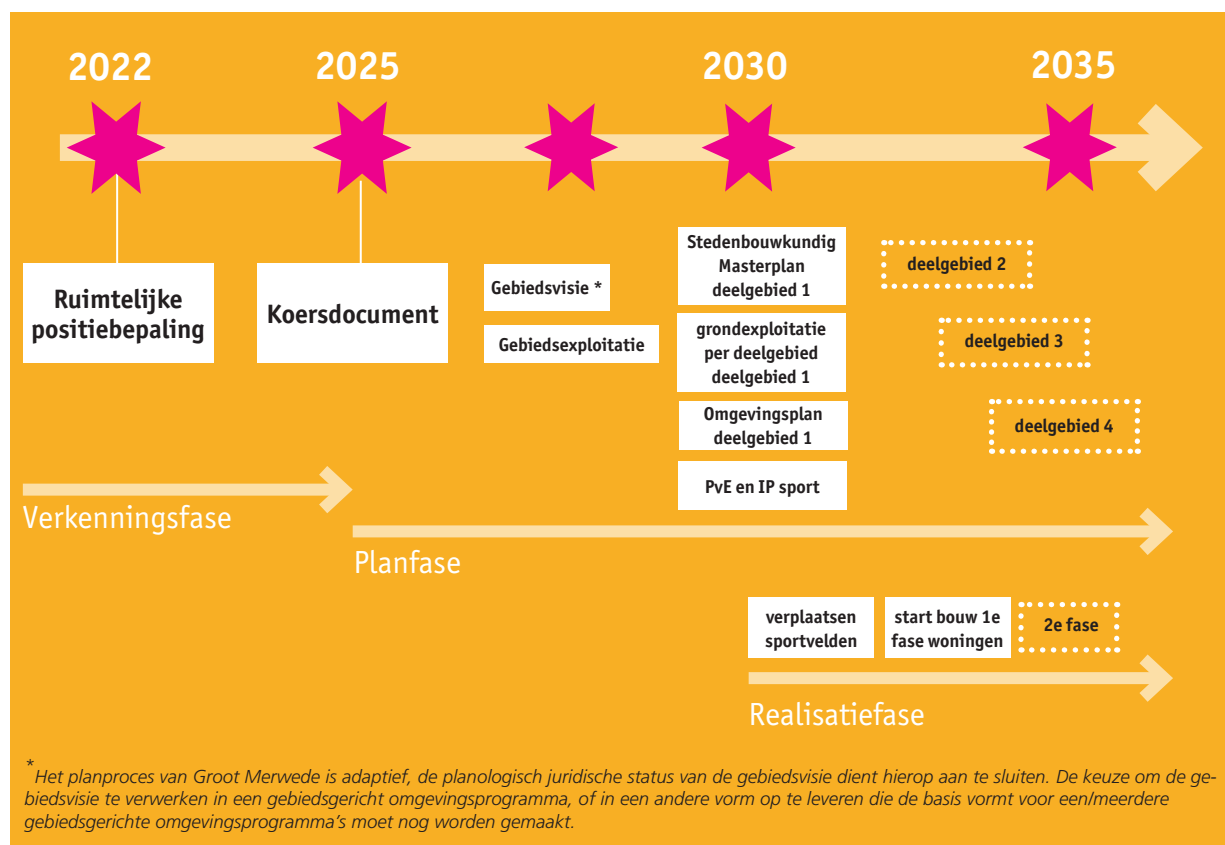 2022
2025
2030
2035
Ruimtelijke
positiebepaling
Koersdocument
Gebiedsvisie *
Gebiedsexploitatie
Stedenbouwkundig
Masterplan
deelgebied 1
grondexploitatie
per deelgebied
deelgebied 1
Omgevingsplan
deelgebied 1
PvE en IP sport
deelgebied 2
deelgebied 3
deelgebied 4
Verkenningsfase
Planfase
verplaatsen
sportvelden
start bouw 1e
fase woningen
2e fase
Realisatiefase
*Het planproces van Groot Merwede is adaptief, de planologisch juridische status van de gebiedsvisie dient hierop aan te sluiten. De keuze om de ge-
biedsvisie te verwerken in een gebiedsgericht omgevingsprogramma, of in een andere vorm op te leveren die de basis vormt voor een/meerdere
gebiedsgerichte omgevingsprogramma's moet nog worden gemaakt.